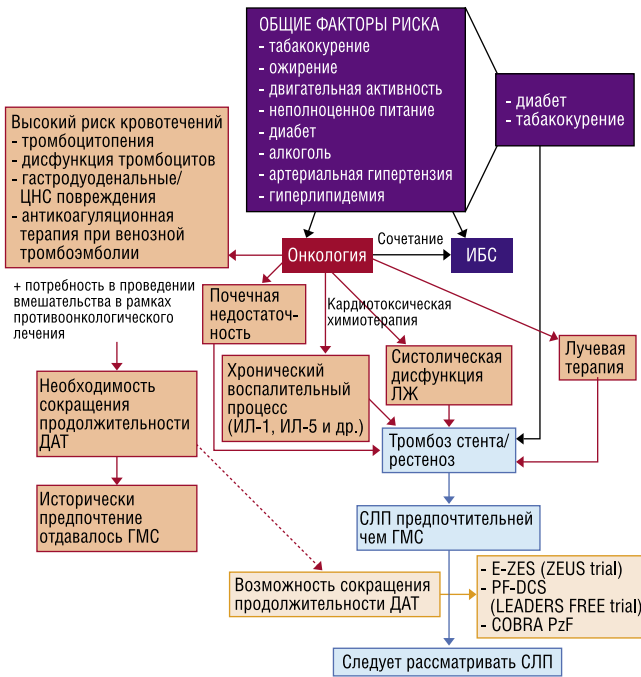 ОБЩИЕ ФАКТОРЫ РИСКА
- табакокурение
- ожирение
- двигательная активность
- неполноценное питание
- диабет
- алкоголь
- артериальная гипертензия
- гиперлипидемия
- диабет
- табакокурение
Высокий риск кровотечений
- тромбоцитопения
- дисфункция тромбоцитов
- гастродуоденальные/
ЦНС повреждения
- антикоагуляционная
терапия при венозной
тромбоэмболии
Онкология
Сочетание
ИБС
+ потребность в проведении
вмешательства в рамках
противоонкологического
лечения
Почечная
недостаточ-
ность
Кардиотоксическая
химиотерапия
Лучевая
терапия
Хронический
воспалительный
процесс
(ИЛ-1, ИЛ-5 и др.)
Систолическая
дисфункция
ЛЖ
Необходимость
сокращения
продолжительности
ДАТ
Тромбоз стента/
рестеноз
Исторически
предпочтение
отдавалось ГМС
СЛП предпочтительней
чем ГМС
Возможность сокращения
продолжительности ДАТ
- E-ZES (ZEUS trial)
- PF-DCS
(LEADERS FREE trial)
- COBRA PzF
Следует рассматривать СЛП